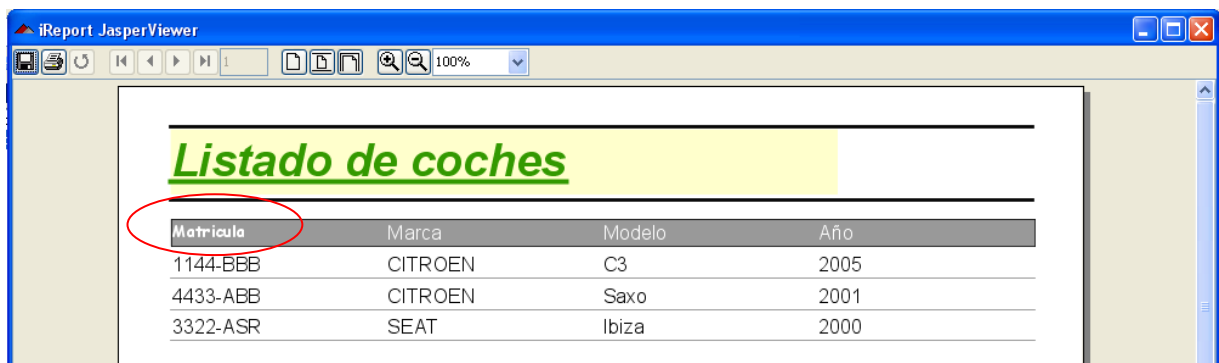 iReport JasperViewer
1 100%
Listado de coches
Matricula Marca Modelo Año
1144-BBB CITROEN C3 2005
4433-ABB CITROEN Saxo 2001
3322-ASR SEAT Ibiza 2000